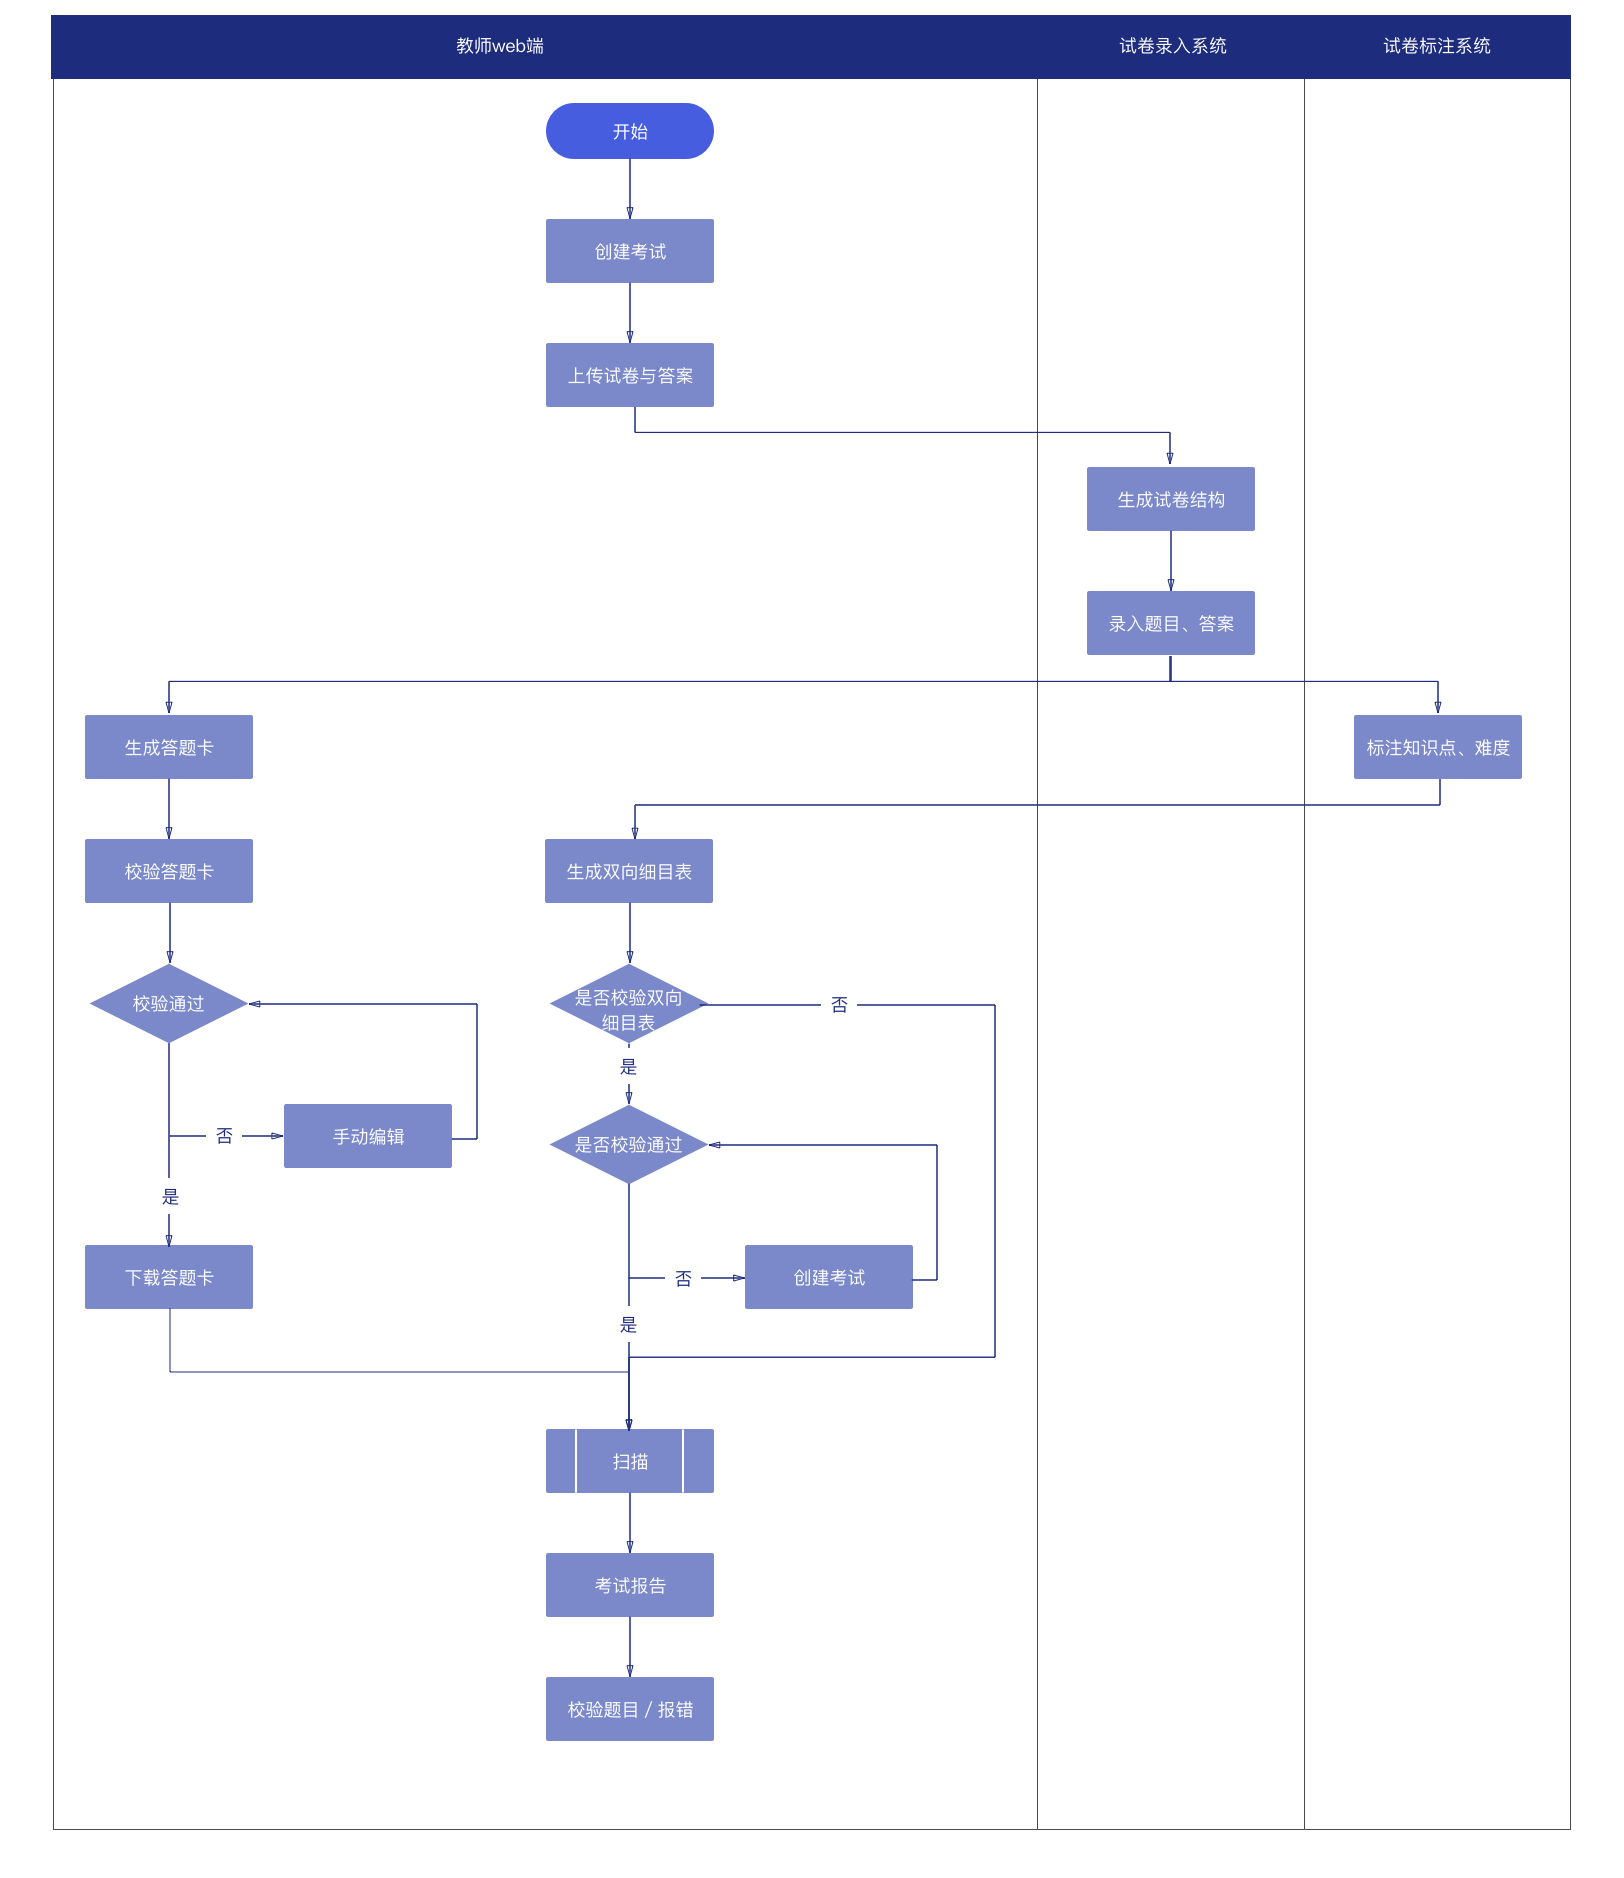 教师web端
试卷录入系统
试卷标注系统
开始
创建考试
上传试卷与答案
生成试卷结构
录入题目、答案
生成答题卡
标注知识点、难度
校验答题卡
生成双向细目表
校验通过
是否校验双向
细目表
否
是
否
手动编辑
是否校验通过
是
下载答题卡
否
创建考试
是
扫描
考试报告
校验题目 / 报错